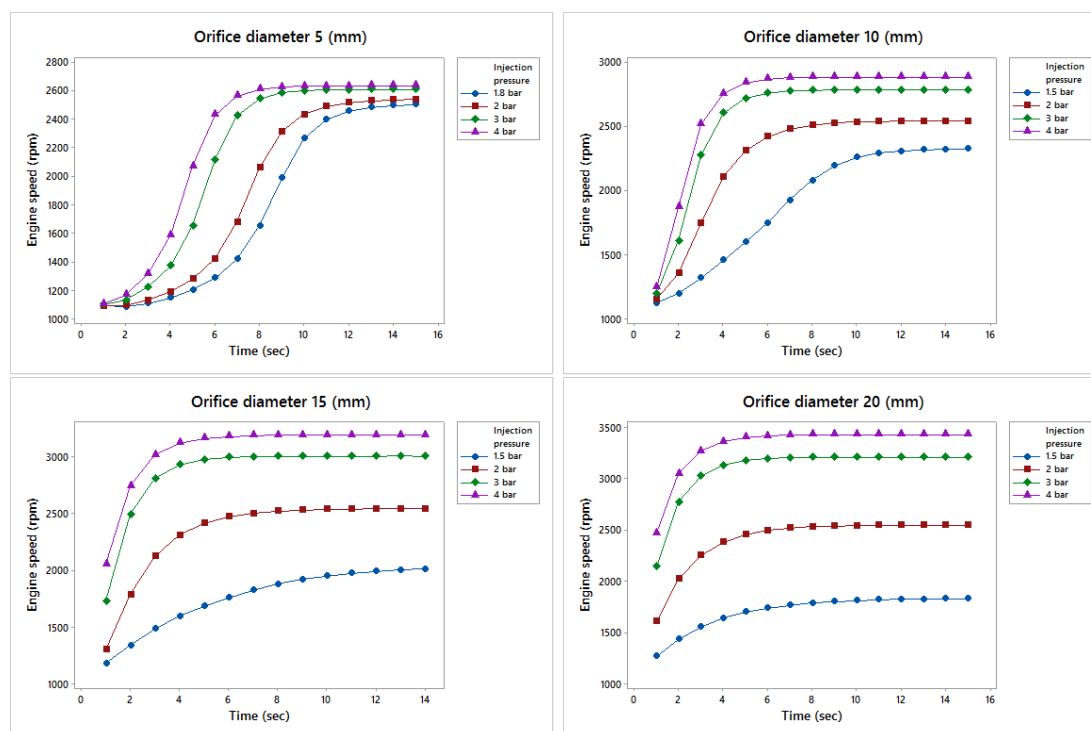 Orifice diameter 5 (mm)
Engine speed (rpm)
2800
2600
2400
2200
2000
1800
1600
1400
1200
1000
0 2 4 6 8 10 12 14 16
Time (sec)
Injection
pressure
1.8 bar
2 bar
3 bar
4 bar
Orifice diameter 10 (mm)
Engine speed (rpm)
3000
2500
2000
1500
1000
0 2 4 6 8 10 12 14 16
Time (sec)
Injection
pressure
1.5 bar
2 bar
3 bar
4 bar
Orifice diameter 15 (mm)
Engine speed (rpm)
3000
2500
2000
1500
1000
0 2 4 6 8 10 12 14
Time (sec)
Injection
pressure
1.5 bar
2 bar
3 bar
4 bar
Orifice diameter 20 (mm)
Engine speed (rpm)
3500
3000
2500
2000
1500
1000
0 2 4 6 8 10 12 14 16
Time (sec)
Injection
pressure
1.5 bar
2 bar
3 bar
4 bar